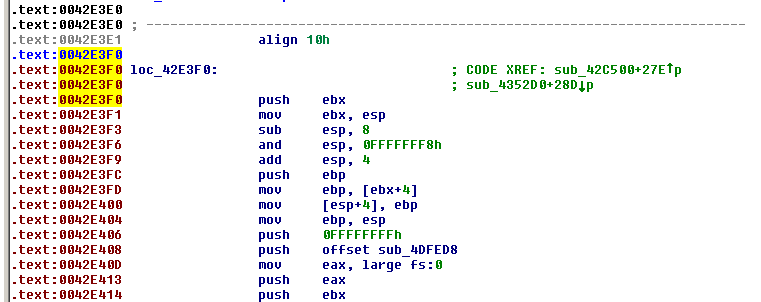 .text:0042E3E0
.text:0042E3E0 ; ---------------------------------------------------------------------------
.text:0042E3E1 align 10h
.text:0042E3F0
.text:0042E3F0 loc_42E3F0: ; CODE XREF: sub_42C500+27E↑p
.text:0042E3F0 ; sub_4352D0+28D↓p
.text:0042E3F0 push ebx
.text:0042E3F1 mov ebx, esp
.text:0042E3F3 sub esp, 8
.text:0042E3F6 and esp, 0FFFFFFF8h
.text:0042E3F9 add esp, 4
.text:0042E3FC push ebp
.text:0042E3FD mov ebp, [ebx+4]
.text:0042E400 mov [esp+4], ebp
.text:0042E404 mov ebp, esp
.text:0042E406 push 0FFFFFFFFh
.text:0042E408 push offset sub_4DFED8
.text:0042E40D mov eax, large fs:0
.text:0042E413 push eax
.text:0042E414 push ebx